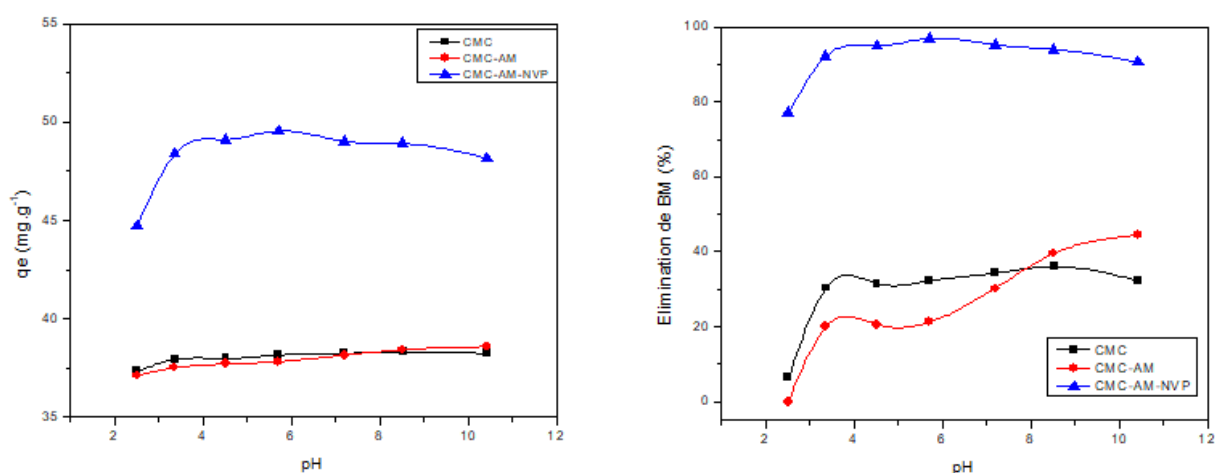 55
50
45
40
35
qe (mg.g-1)
2
4
6
8
10
12
pH
CMC
CMC-AM
CMC-AM-NVP
100
80
60
40
20
0
Elimination de BM (%)
2
4
6
8
10
12
pH
CMC
CMC-AM
CMC-AM-NVP